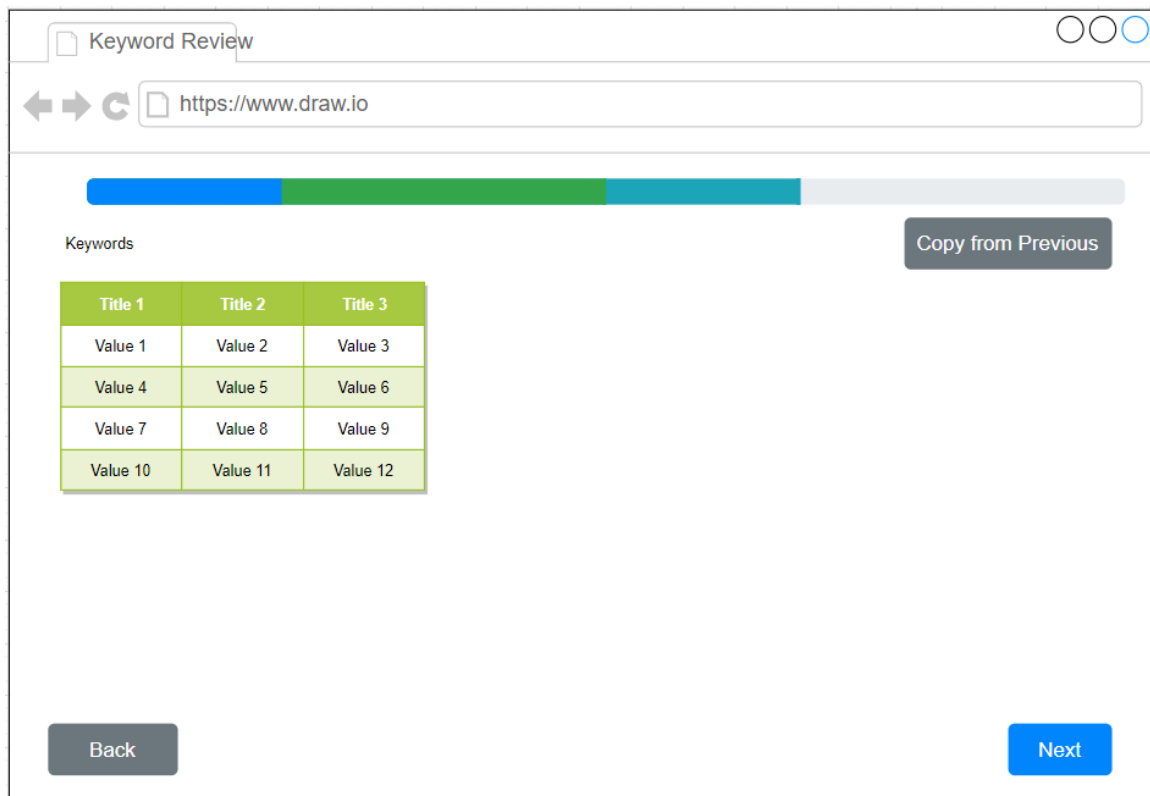 Keyword Review
https://www.draw.io
Keywords
Copy from Previous
Title 1 Title 2 Title 3
Value 1 Value 2 Value 3
Value 4 Value 5 Value 6
Value 7 Value 8 Value 9
Value 10 Value 11 Value 12
Back
Next